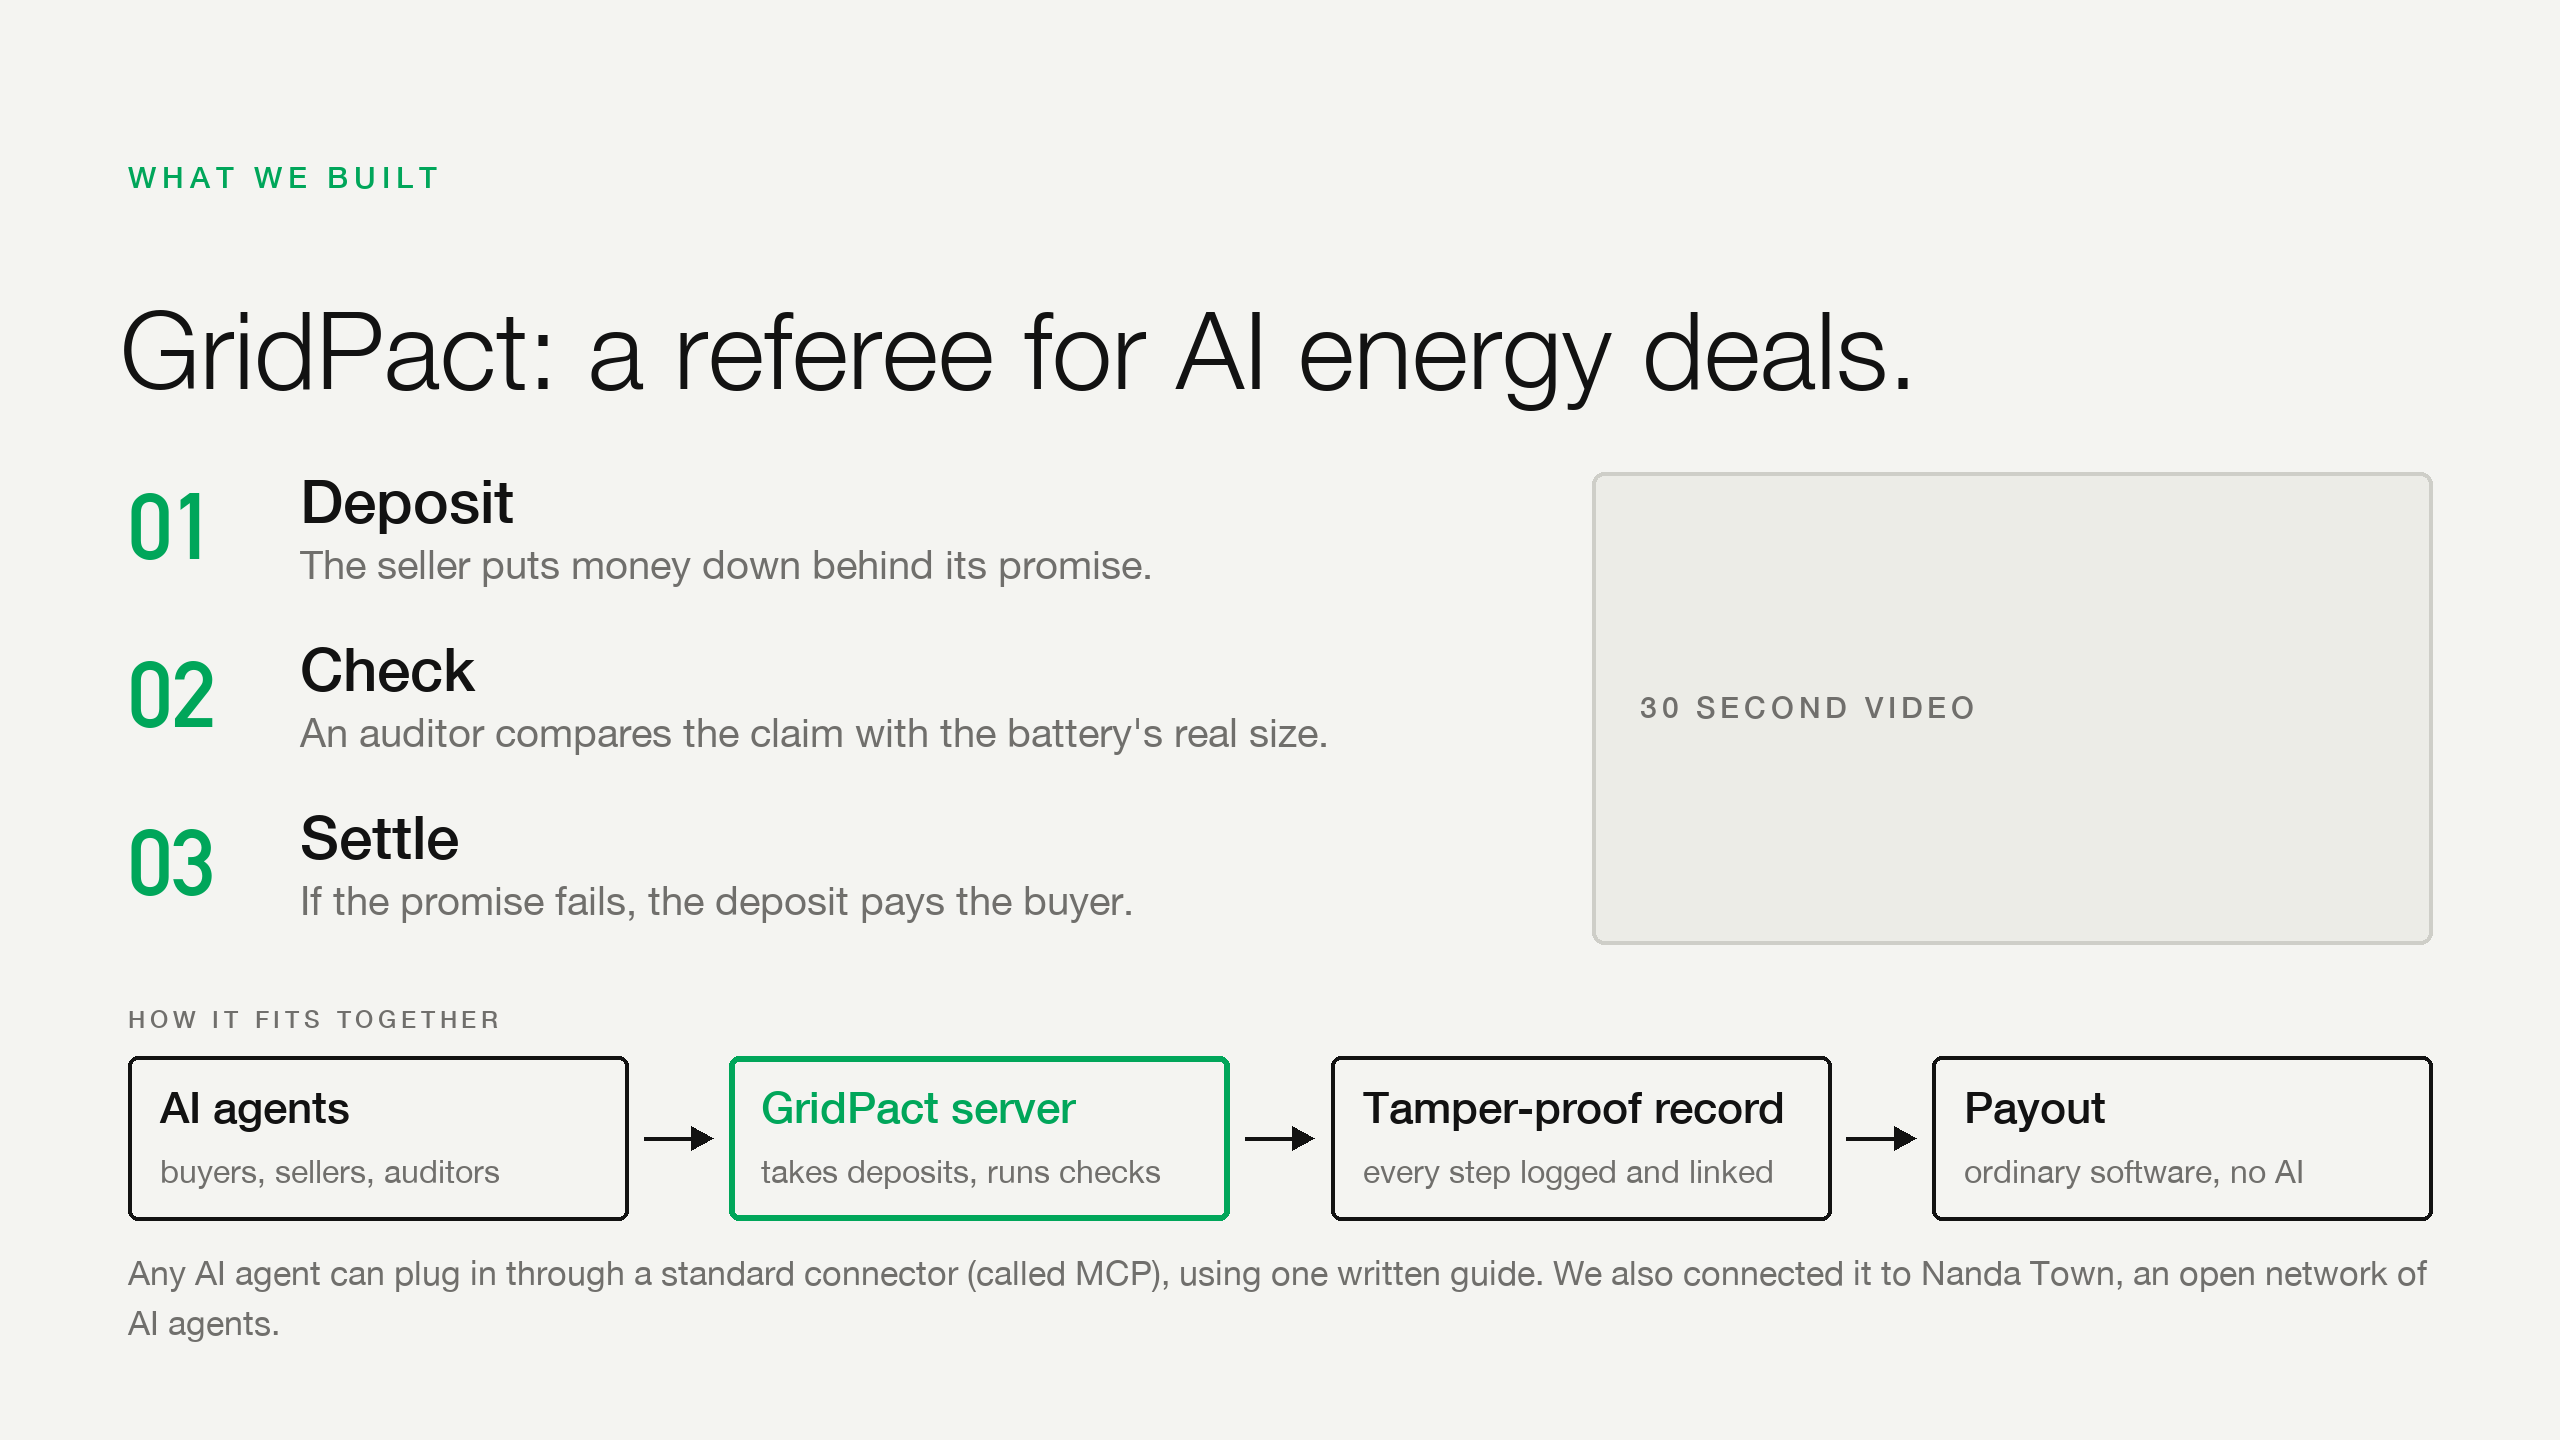 WHAT WE BUILT
GridPact: a referee for AI energy deals.
01
Deposit
The seller puts money down behind its promise.
02
Check
An auditor compares the claim with the battery's real size.
03
Settle
If the promise fails, the deposit pays the buyer.
30 SECOND VIDEO
HOW IT FITS TOGETHER
AI agents
buyers, sellers, auditors
GridPact server
takes deposits, runs checks
Tamper-proof record
every step logged and linked
Payout
ordinary software, no AI
Any AI agent can plug in through a standard connector (called MCP), using one written guide. We also connected it to Nanda Town, an open network of
AI agents.